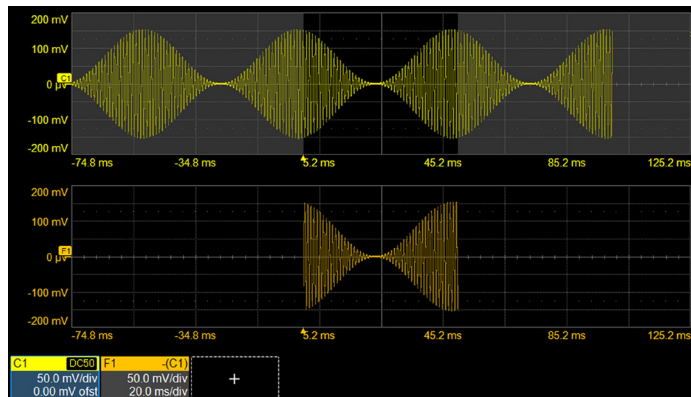 200 mV
100 mV
C1
0 µV
-100 mV
-200 mV
-74.8 ms -34.8 ms 5.2 ms 45.2 ms 85.2 ms 125.2 ms
200 mV
100 mV
F1
0 µV
-100 mV
-200 mV
-74.8 ms -34.8 ms 5.2 ms 45.2 ms 85.2 ms 125.2 ms
C1 DC50 F1 -(C1)
50.0 mV/div 50.0 mV/div
0.00 mV ofst 20.0 ms/div
+